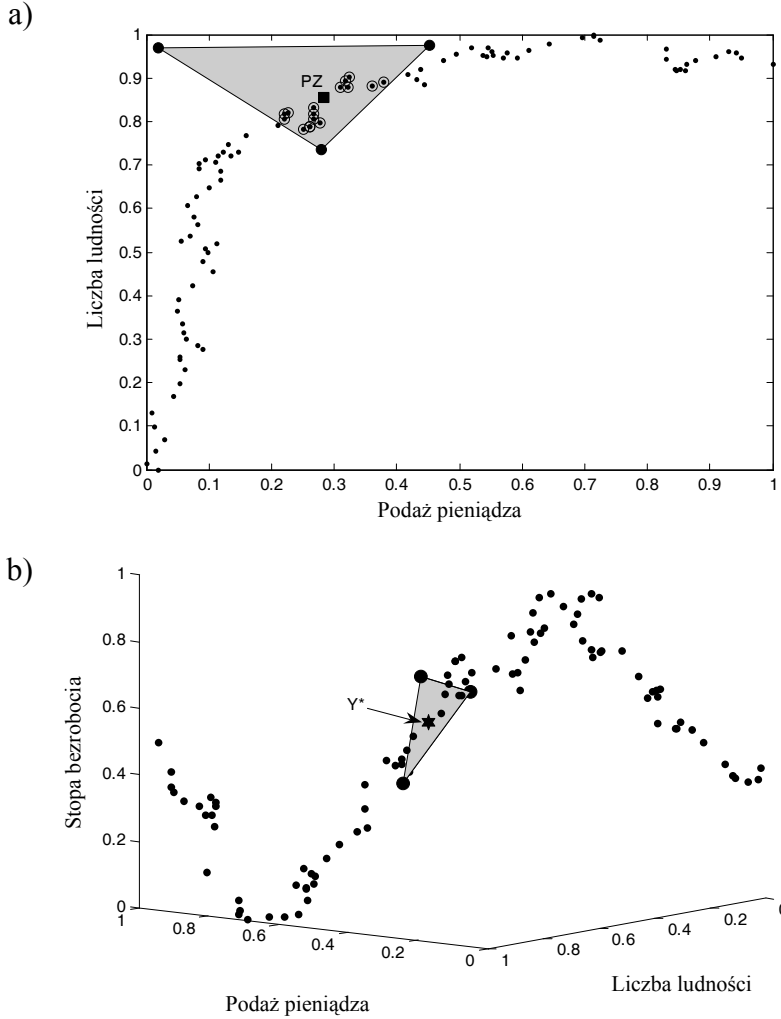 a)
1
0.9
0.8
0.7
0.6
0.5
0.4
0.3
0.2
0.1
0
Liczba ludności
PZ
0 0.1 0.2 0.3 0.4 0.5 0.6 0.7 0.8 0.9 1
Podaż pieniądza
b)
1
0.8
0.6
0.4
0.2
0
Stopa bezrobocia
Y*
1 0.8 0.6 0.4 0.2 0
Podaż pieniądza
1 0.8 0.6 0.4 0.2
Liczba ludności